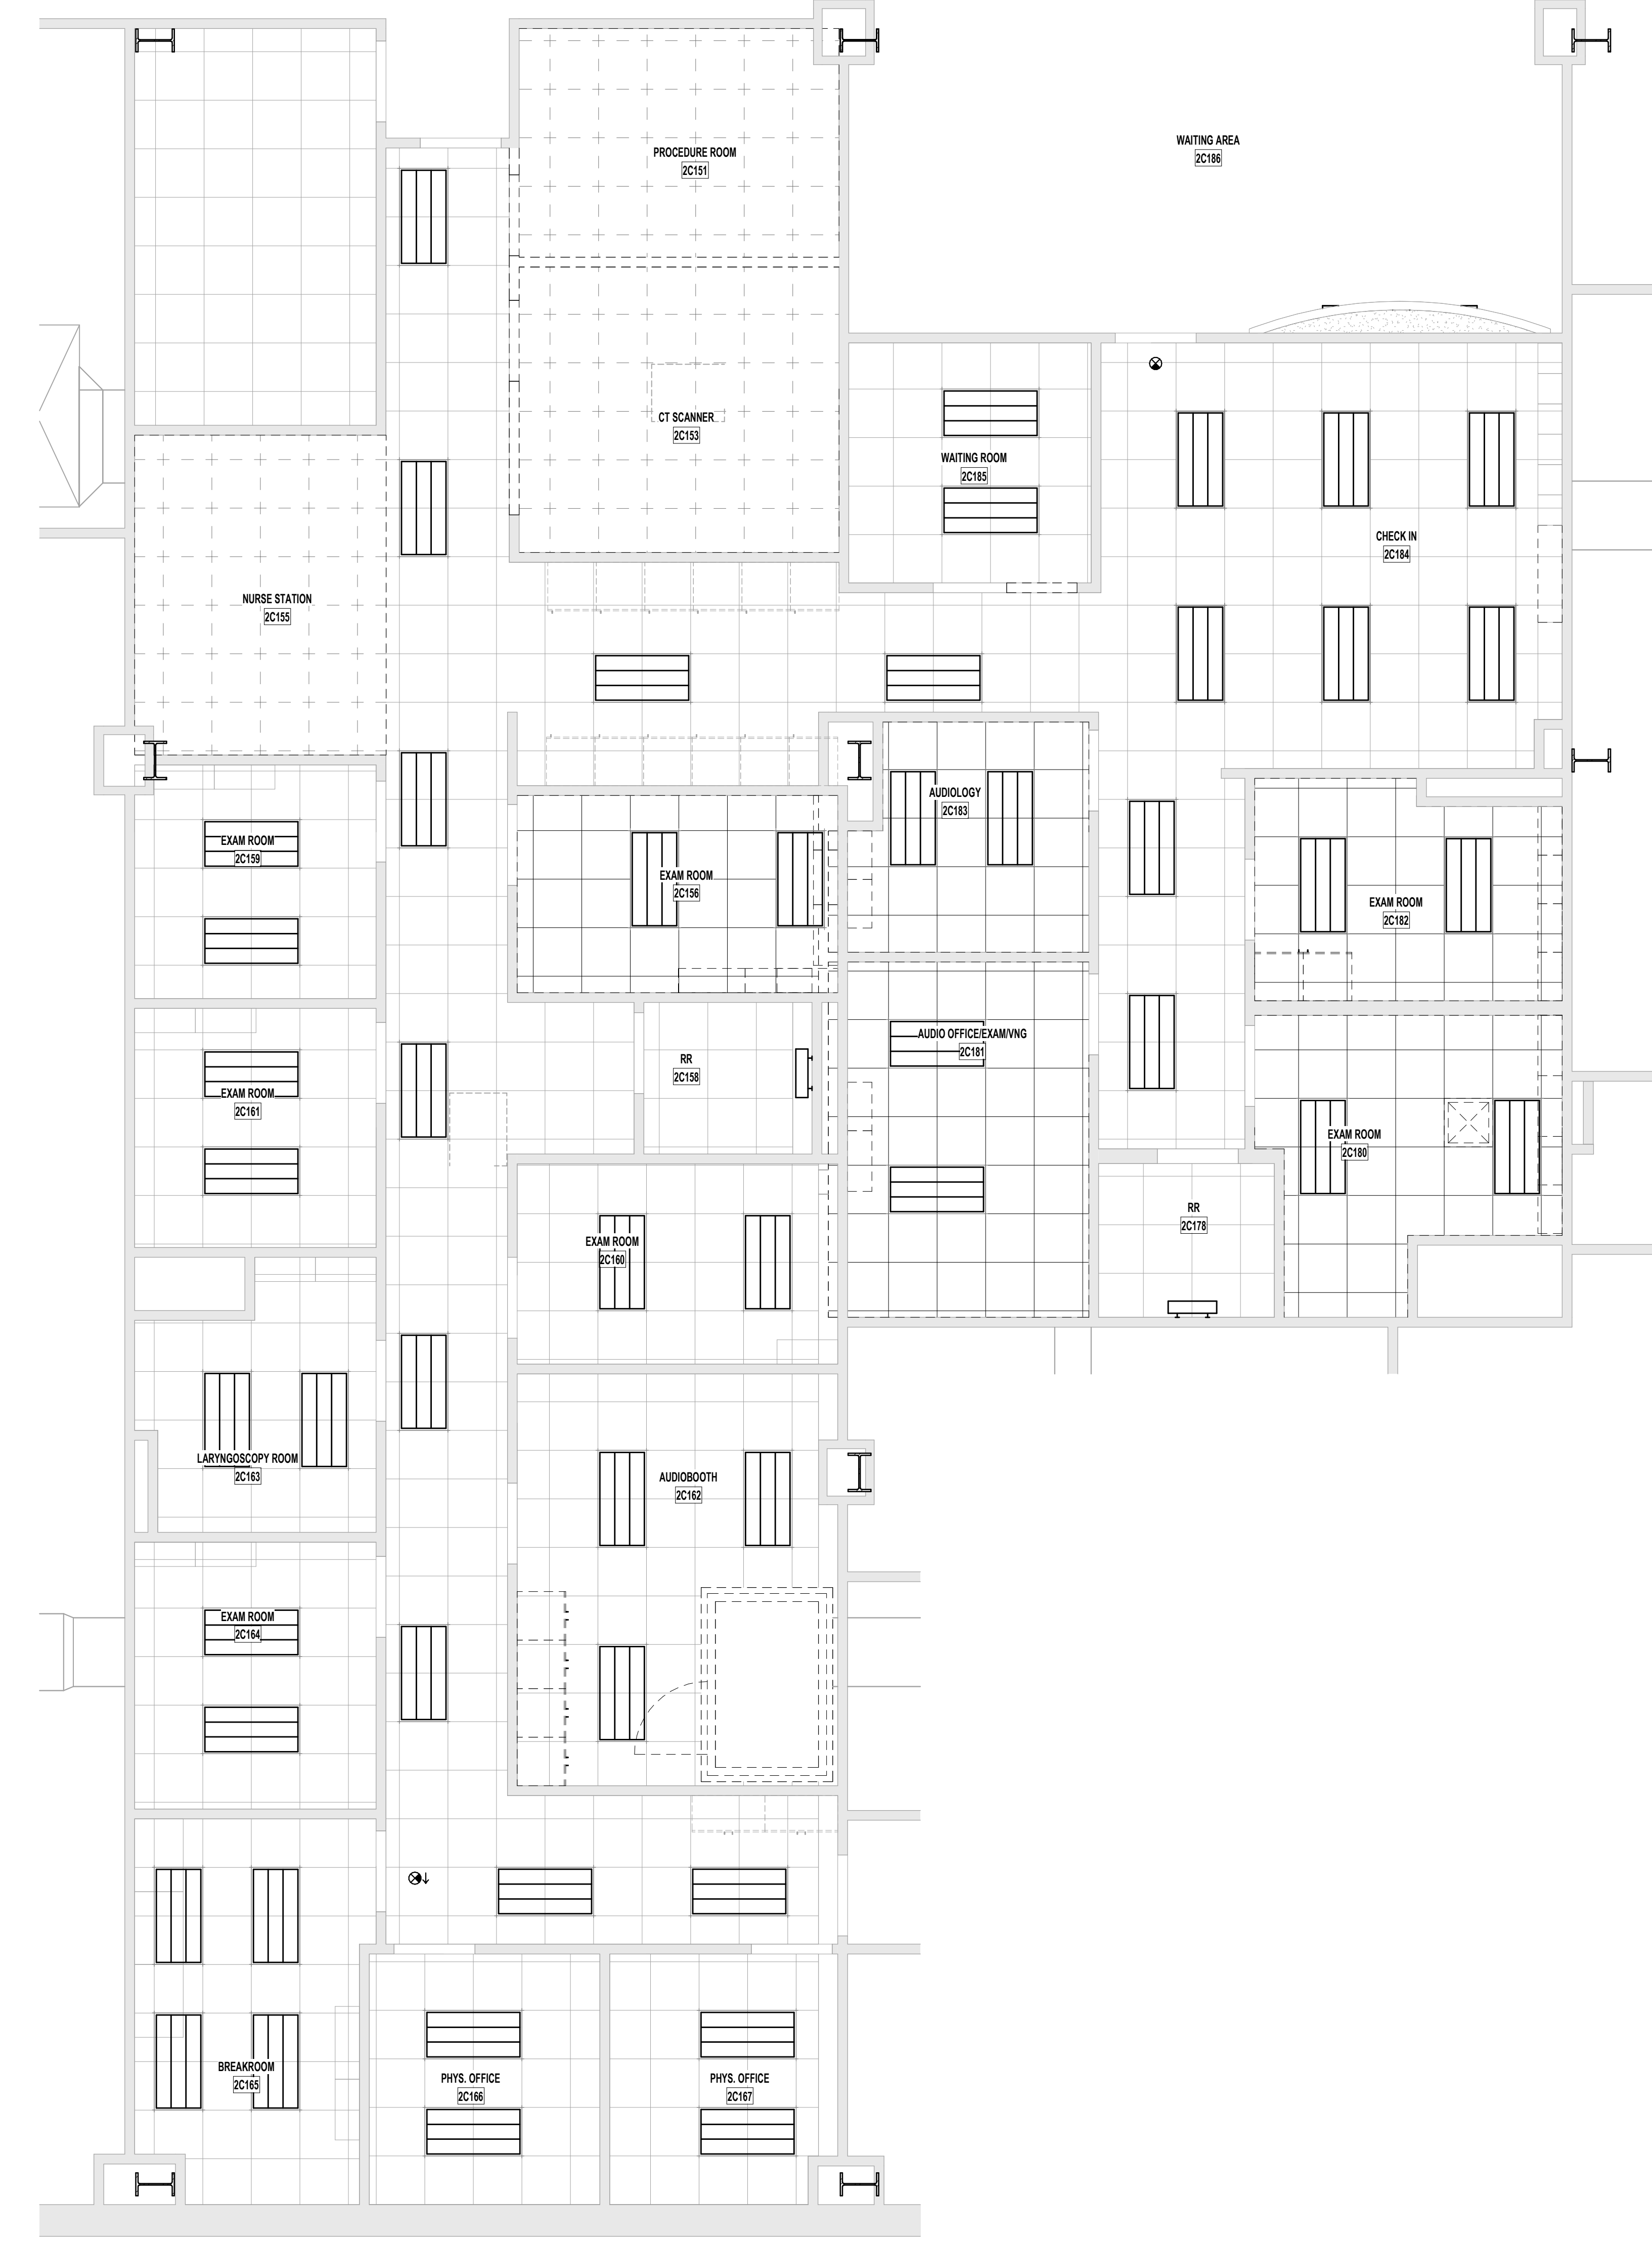 PROCEDURE ROOM
2C151
WAITING AREA
2C186
CT SCANNER
2C153
WAITING ROOM
2C185
CHECK IN
2C184
NURSE STATION
2C155
EXAM ROOM
2C159
EXAM ROOM
2C156
AUDIOLOGY
2C183
EXAM ROOM
2C182
EXAM ROOM
2C161
RR
2C158
AUDIO OFFICE/EXAM/VNG
2C181
EXAM ROOM
2C180
EXAM ROOM
2C160
RR
2C178
LARYNGOSCOPY ROOM
2C163
AUDIOBOOTH
2C162
EXAM ROOM
2C164
BREAKROOM
2C165
PHYS. OFFICE
2C166
PHYS. OFFICE
2C167